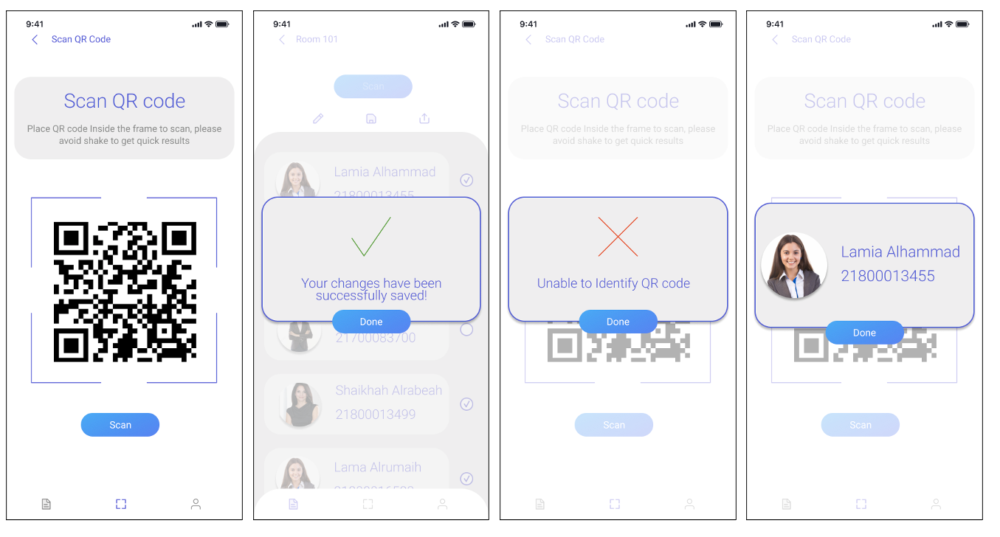 9:41
Scan QR Code
Scan QR code
Place QR code Inside the frame to scan, please
avoid shake to get quick results
Scan
9:41
Room 101
Scan
Lamia Alhammad
21800013455
Your changes have been
successfully saved!
Done
21700083700
Shaikhah Alrabeah
21800013499
Lama Alrumaih
9:41
Scan QR Code
Scan QR code
Place QR code Inside the frame to scan, please
avoid shake to get quick results
Unable to Identify QR code
Done
Scan
9:41
Scan QR Code
Scan QR code
Place QR code Inside the frame to scan, please
avoid shake to get quick results
Lamia Alhammad
21800013455
Done
Scan